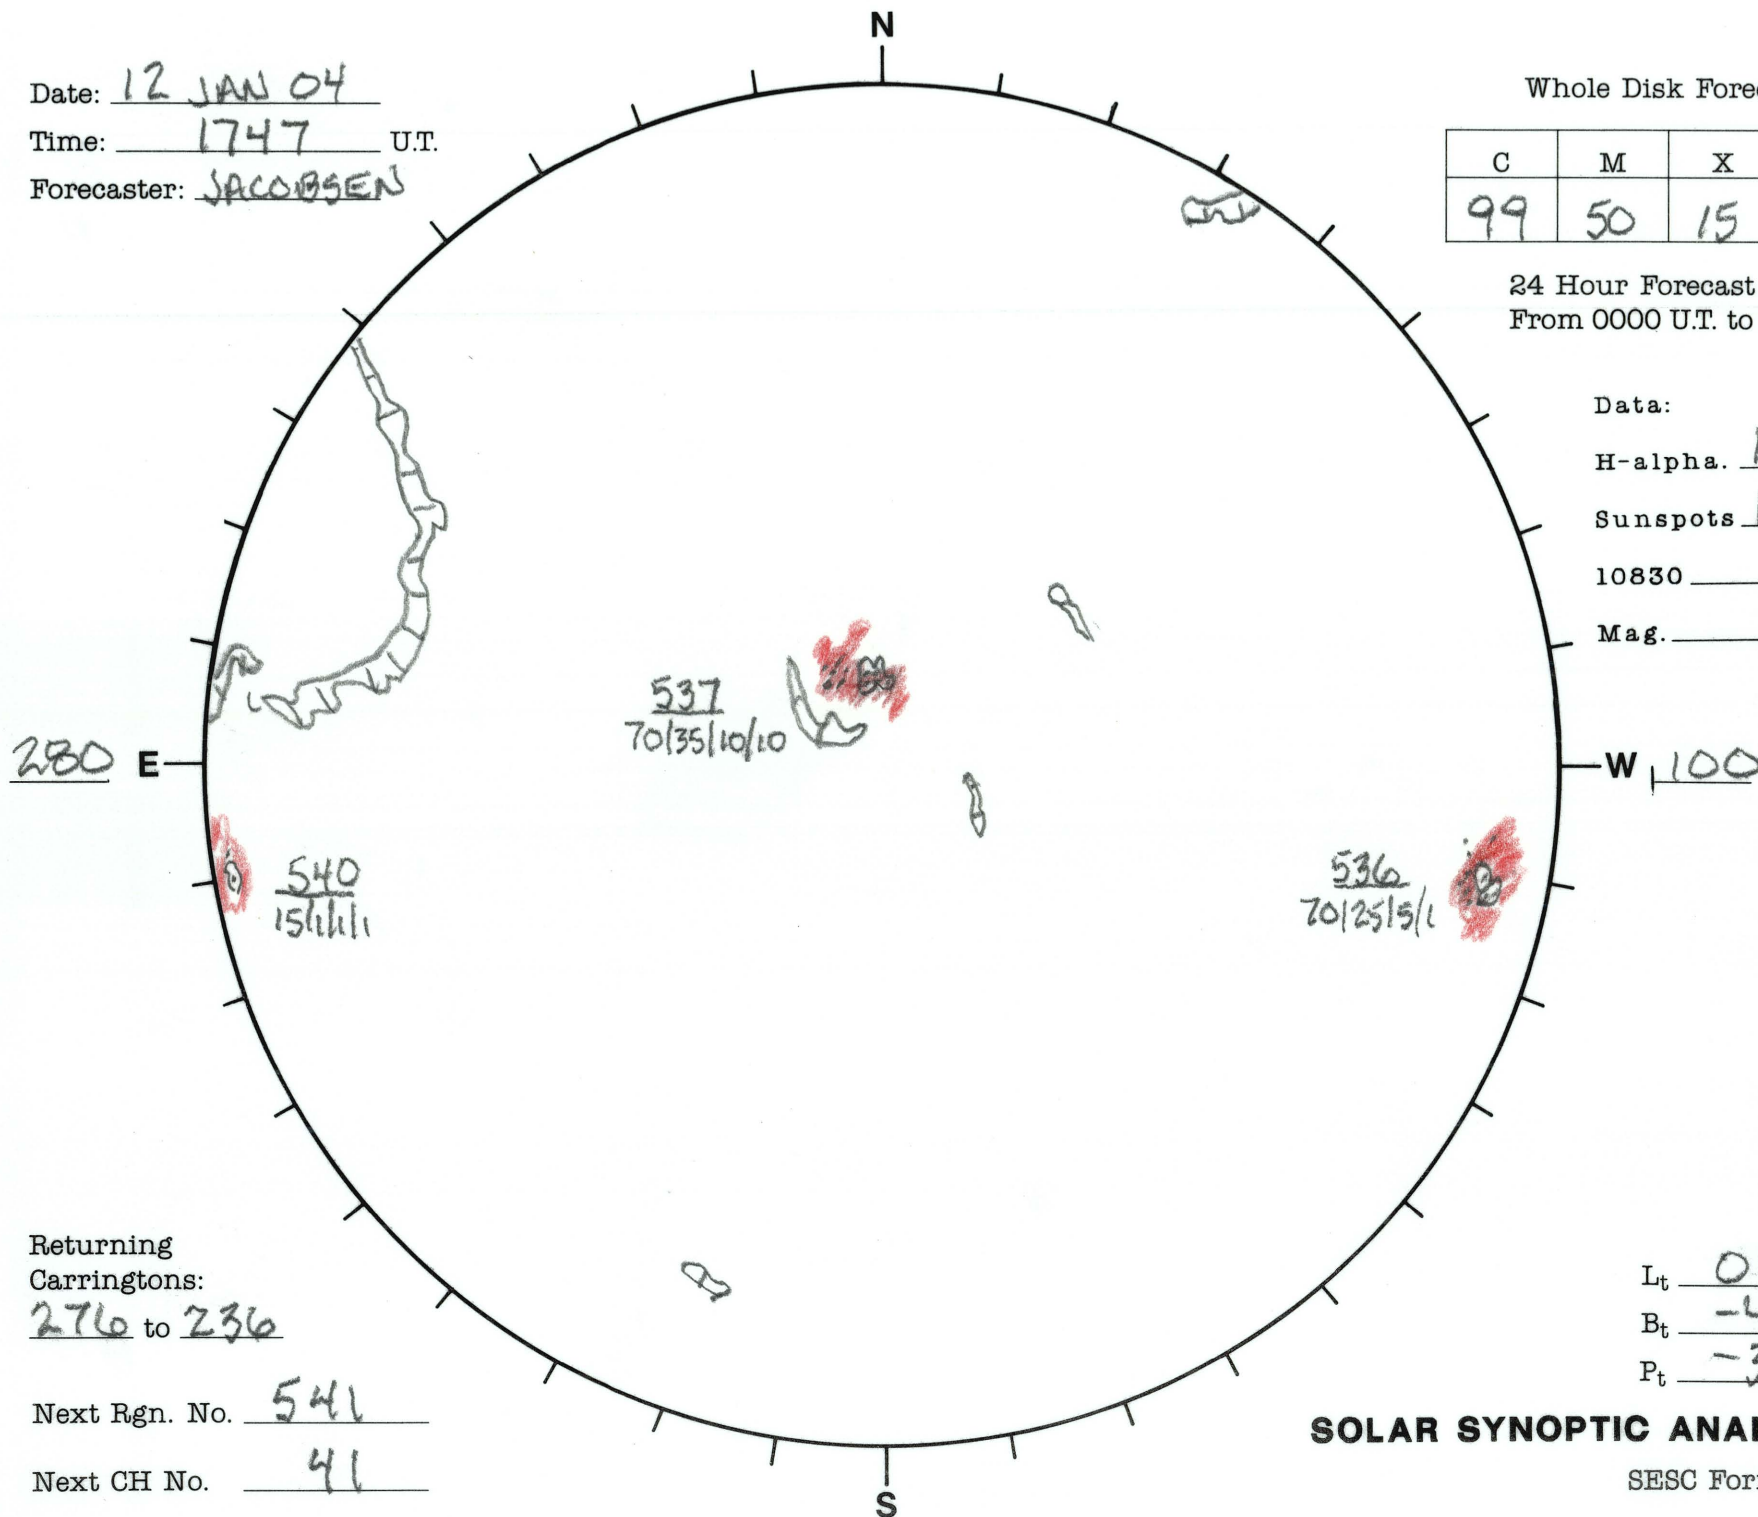 N
Date: 12 JAN 04
Time: 1747 U.T.
Forecaster: JACOBSEN
Whole Disk Fore
C M X
99 50 15
24 Hour Forecast
From 0000 U.T. to
Data:
H-alpha.
Sunspots
10830
Mag.
537
70/35/10/10
280 E
W 100
540
15/1/1/1
536
70/25/5/1
Returning
Carringtons:
276 to 236
Next Rgn. No. 541
Next CH No. 41
Lt 0
Bt
Pt
SOLAR SYNOPTIC ANA
SESC For
S